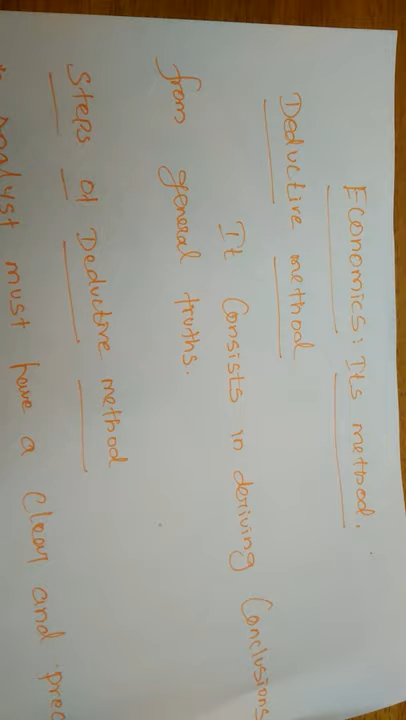 Economics: Its method.
Deductive method
It Consists in deriving Conclusions
from general truths.
Steps of Deductive method
analyst must have a clear and prec